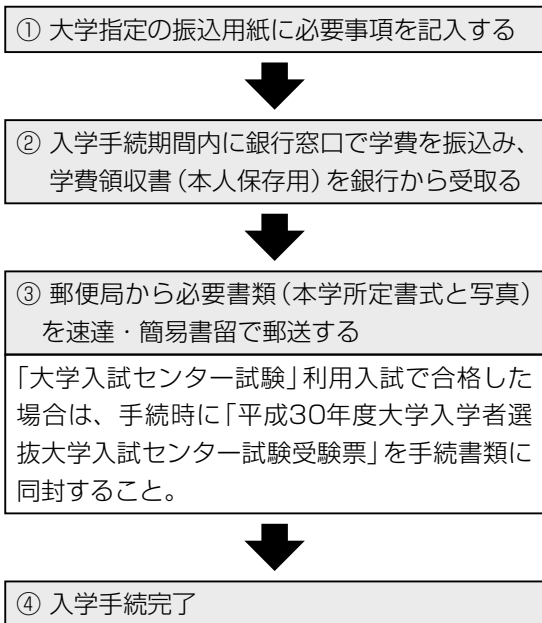 ① 大学指定の振込用紙に必要事項を記入する
② 入学手続期間内に銀行窓口で学費を振込み、
学費領収書(本人保存用)を銀行から受取る
③ 郵便局から必要書類(本学所定書式と写真)
を速達・簡易書留で郵送する
「大学入試センター試験」利用入試で合格した
場合は、手続時に「平成30年度大学入学者選
抜大学入試センター試験受験票」を手続書類に
同封すること。
④ 入学手続完了